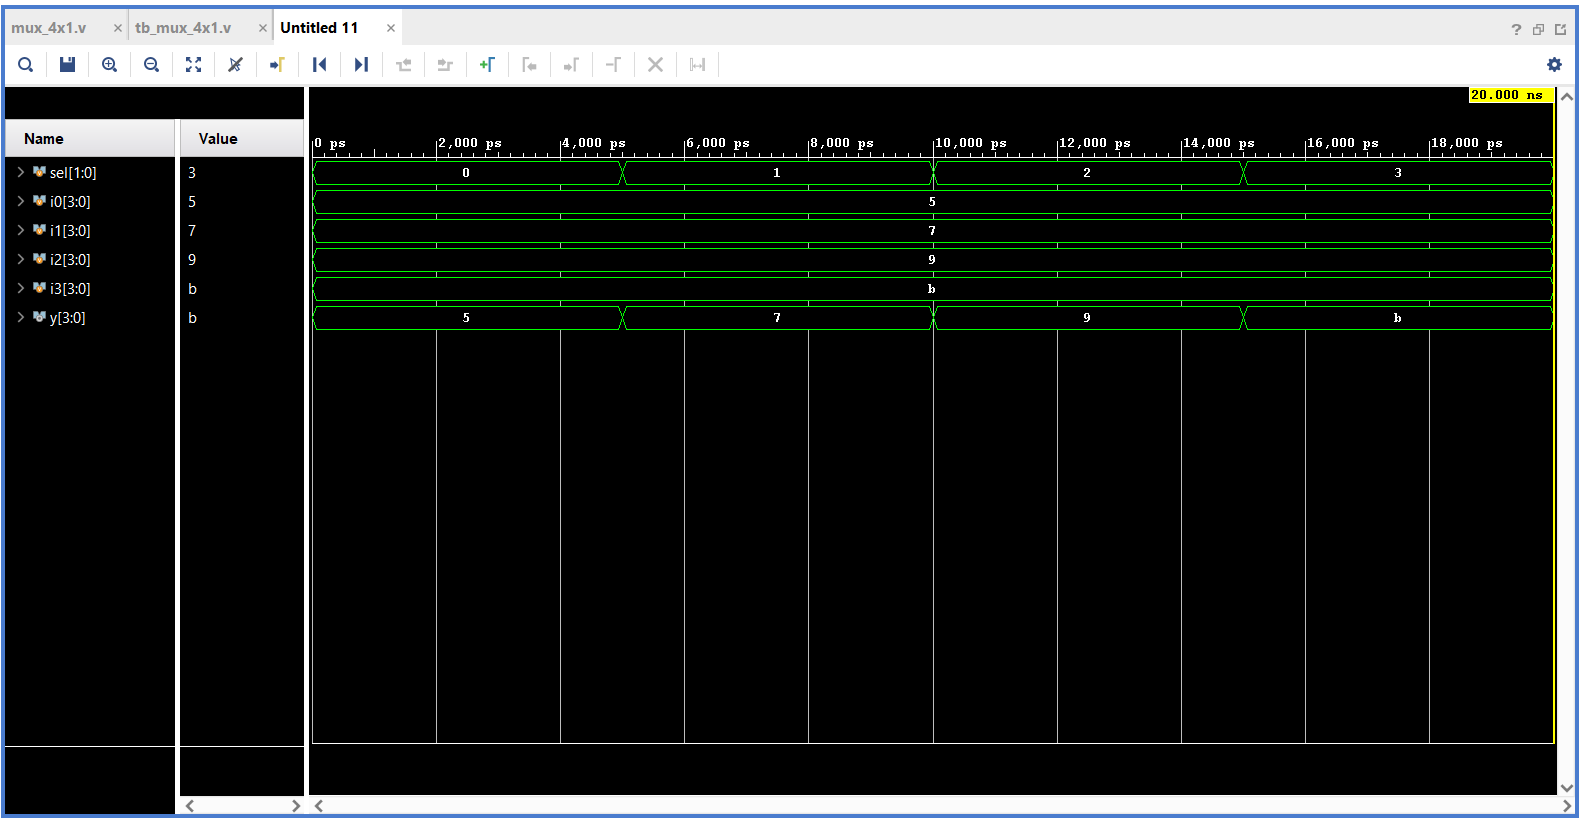 mux_4x1.v × tb_mux_4x1.v × Untitled 11 ×
?
20.000 ns
Name Value
0 ps 2,000 ps 4,000 ps 6,000 ps 8,000 ps 10,000 ps 12,000 ps 14,000 ps 16,000 ps 18,000 ps
sel[1:0] 3 0 1 2 3
i0[3:0] 5 5
i1[3:0] 7 7
i2[3:0] 9 9
i3[3:0] b b
y[3:0] b 5 7 9 b